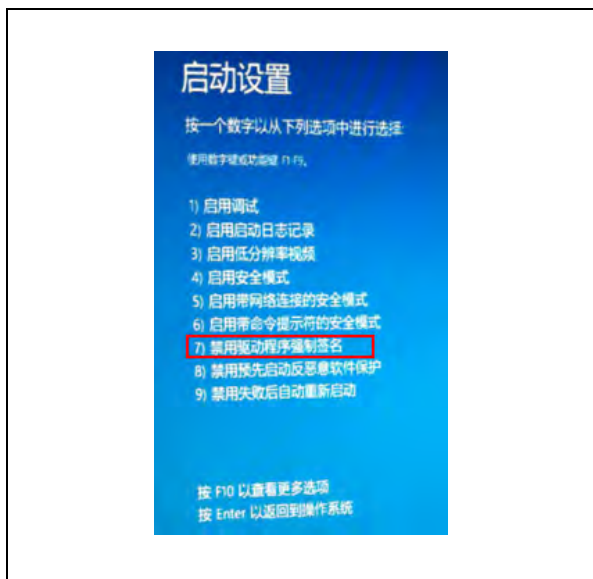 启动设置
按一个数字以从下列选项中进行选择:
使用数字键或功能键 F1-F9。
1) 启用调试
2) 启用启动日志记录
3) 启用低分辨率视频
4) 启用安全模式
5) 启用带网络连接的安全模式
6) 启用带命令提示符的安全模式
7) 禁用驱动程序强制签名
8) 禁用预先启动反恶意软件保护
9) 禁用失败后自动重新启动
按 F10 以查看更多选项
按 Enter 以返回到操作系统